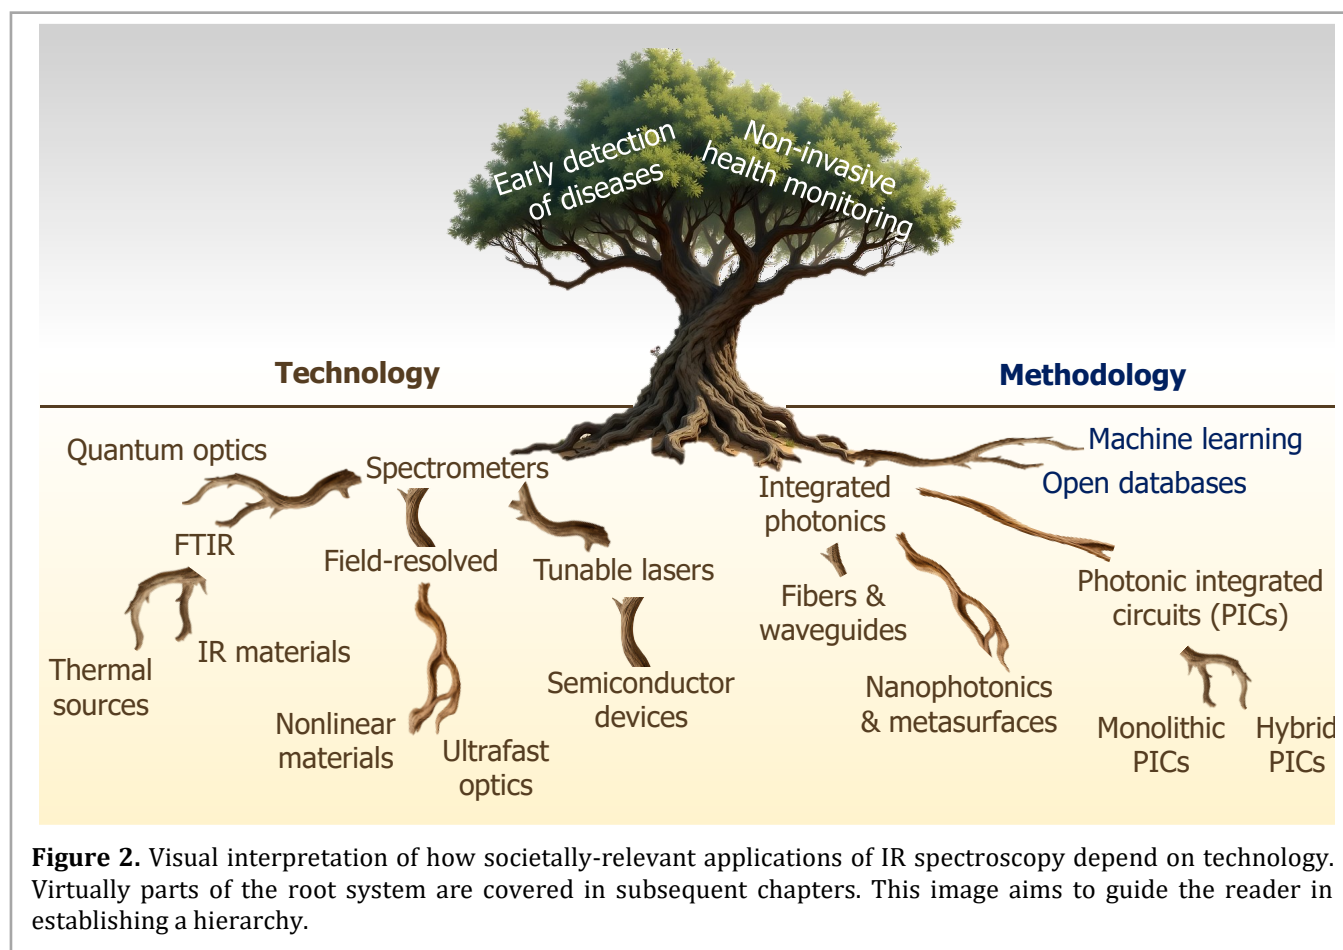 Early detection
of diseases
Non-invasive
health monitoring
Technology
Methodology
Quantum optics
Spectrometers
Machine learning
Open databases
Integrated
photonics
FTIR
Field-resolved
Tunable lasers
Fibers &
waveguides
Photonic integrated
circuits (PICs)
Thermal
sources
IR materials
Semiconductor
devices
Nanophotonics
& metasurfaces
Nonlinear
materials
Ultrafast
optics
Monolithic
PICs
Hybrid
PICs
Figure 2. Visual interpretation of how societally-relevant applications of IR spectroscopy depend on technology.
Virtually parts of the root system are covered in subsequent chapters. This image aims to guide the reader in
establishing a hierarchy.